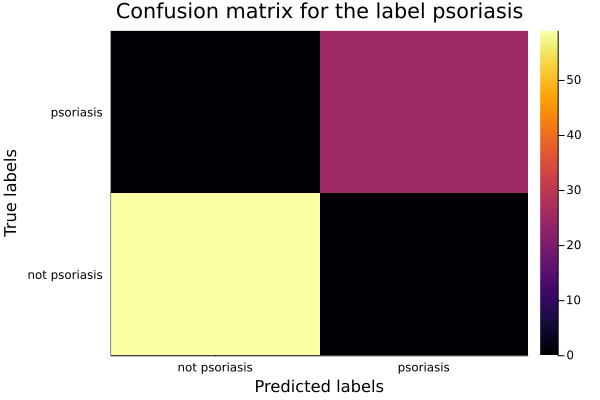 Confusion matrix for the label psoriasis
psoriasis
not psoriasis
True labels
not psoriasis
psoriasis
Predicted labels
50
40
30
20
10
0